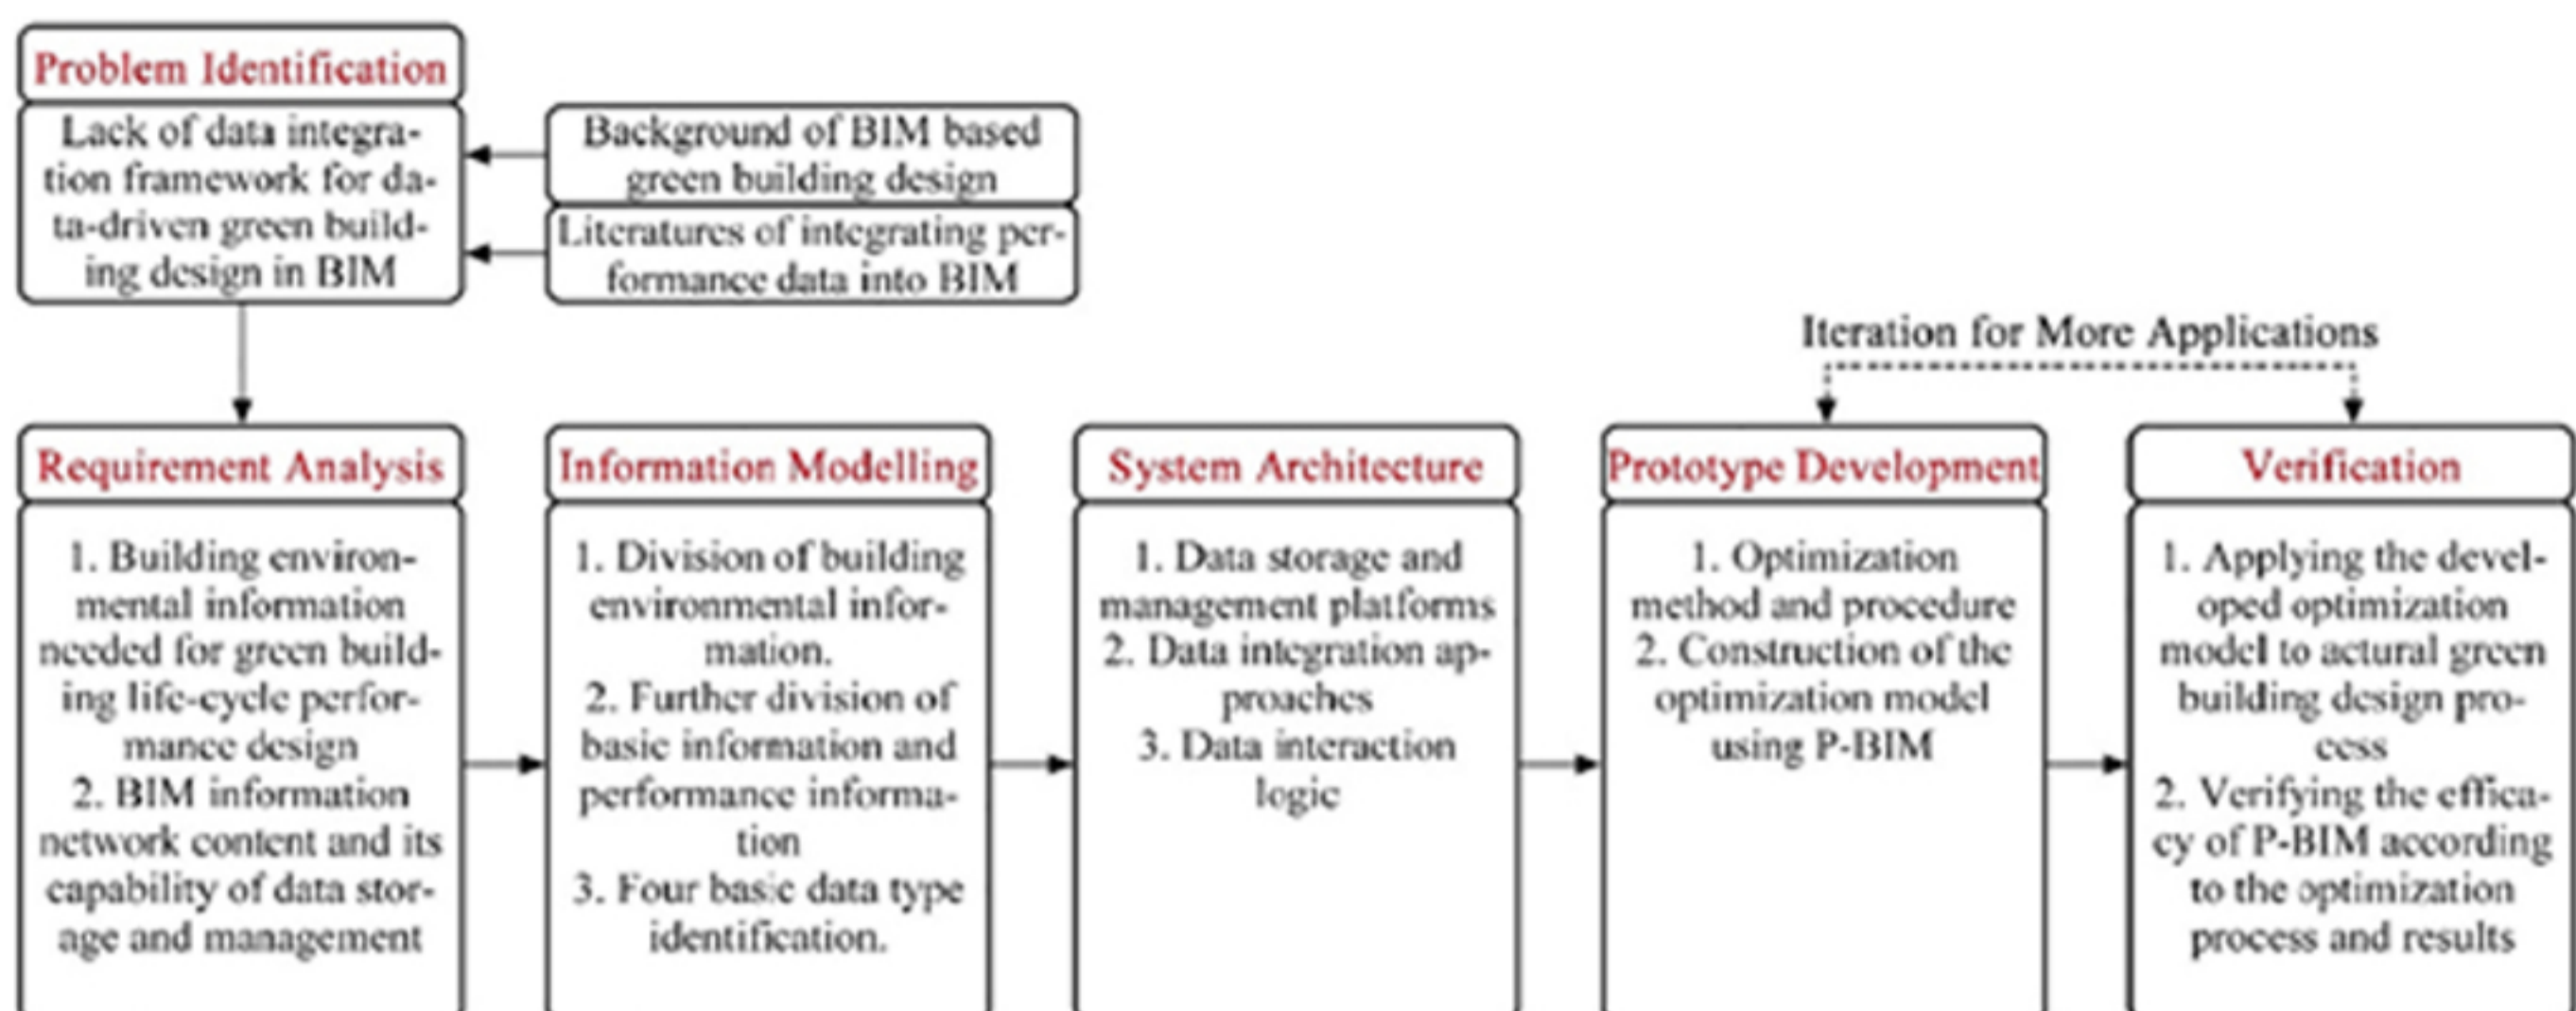 Problem Identification
Lack of data integra-
tion framework for da-
ta-driven green build-
ing design in BIM
Background of BIM based
green building design
Literatures of integrating per-
formance data into BIM
Iteration for More Applications
Requirement Analysis
1. Building environ-
mental information
needed for green build-
ing life-cycle perfor-
mance design
2. BIM information
network content and its
capability of data stor-
age and management
Information Modelling
1. Division of building
environmental infor-
mation.
2. Further division of
basic information and
performance informa-
tion
3. Four basic data type
identification.
System Architecture
1. Data storage and
management platforms
2. Data integration ap-
proaches
3. Data interaction
logic
Prototype Development
1. Optimization
method and procedure
2. Construction of the
optimization model
using P-BIM
Verification
1. Applying the devel-
oped optimization
model to actural green
building design pro-
cess
2. Verifying the effica-
cy of P-BIM according
to the optimization
process and results